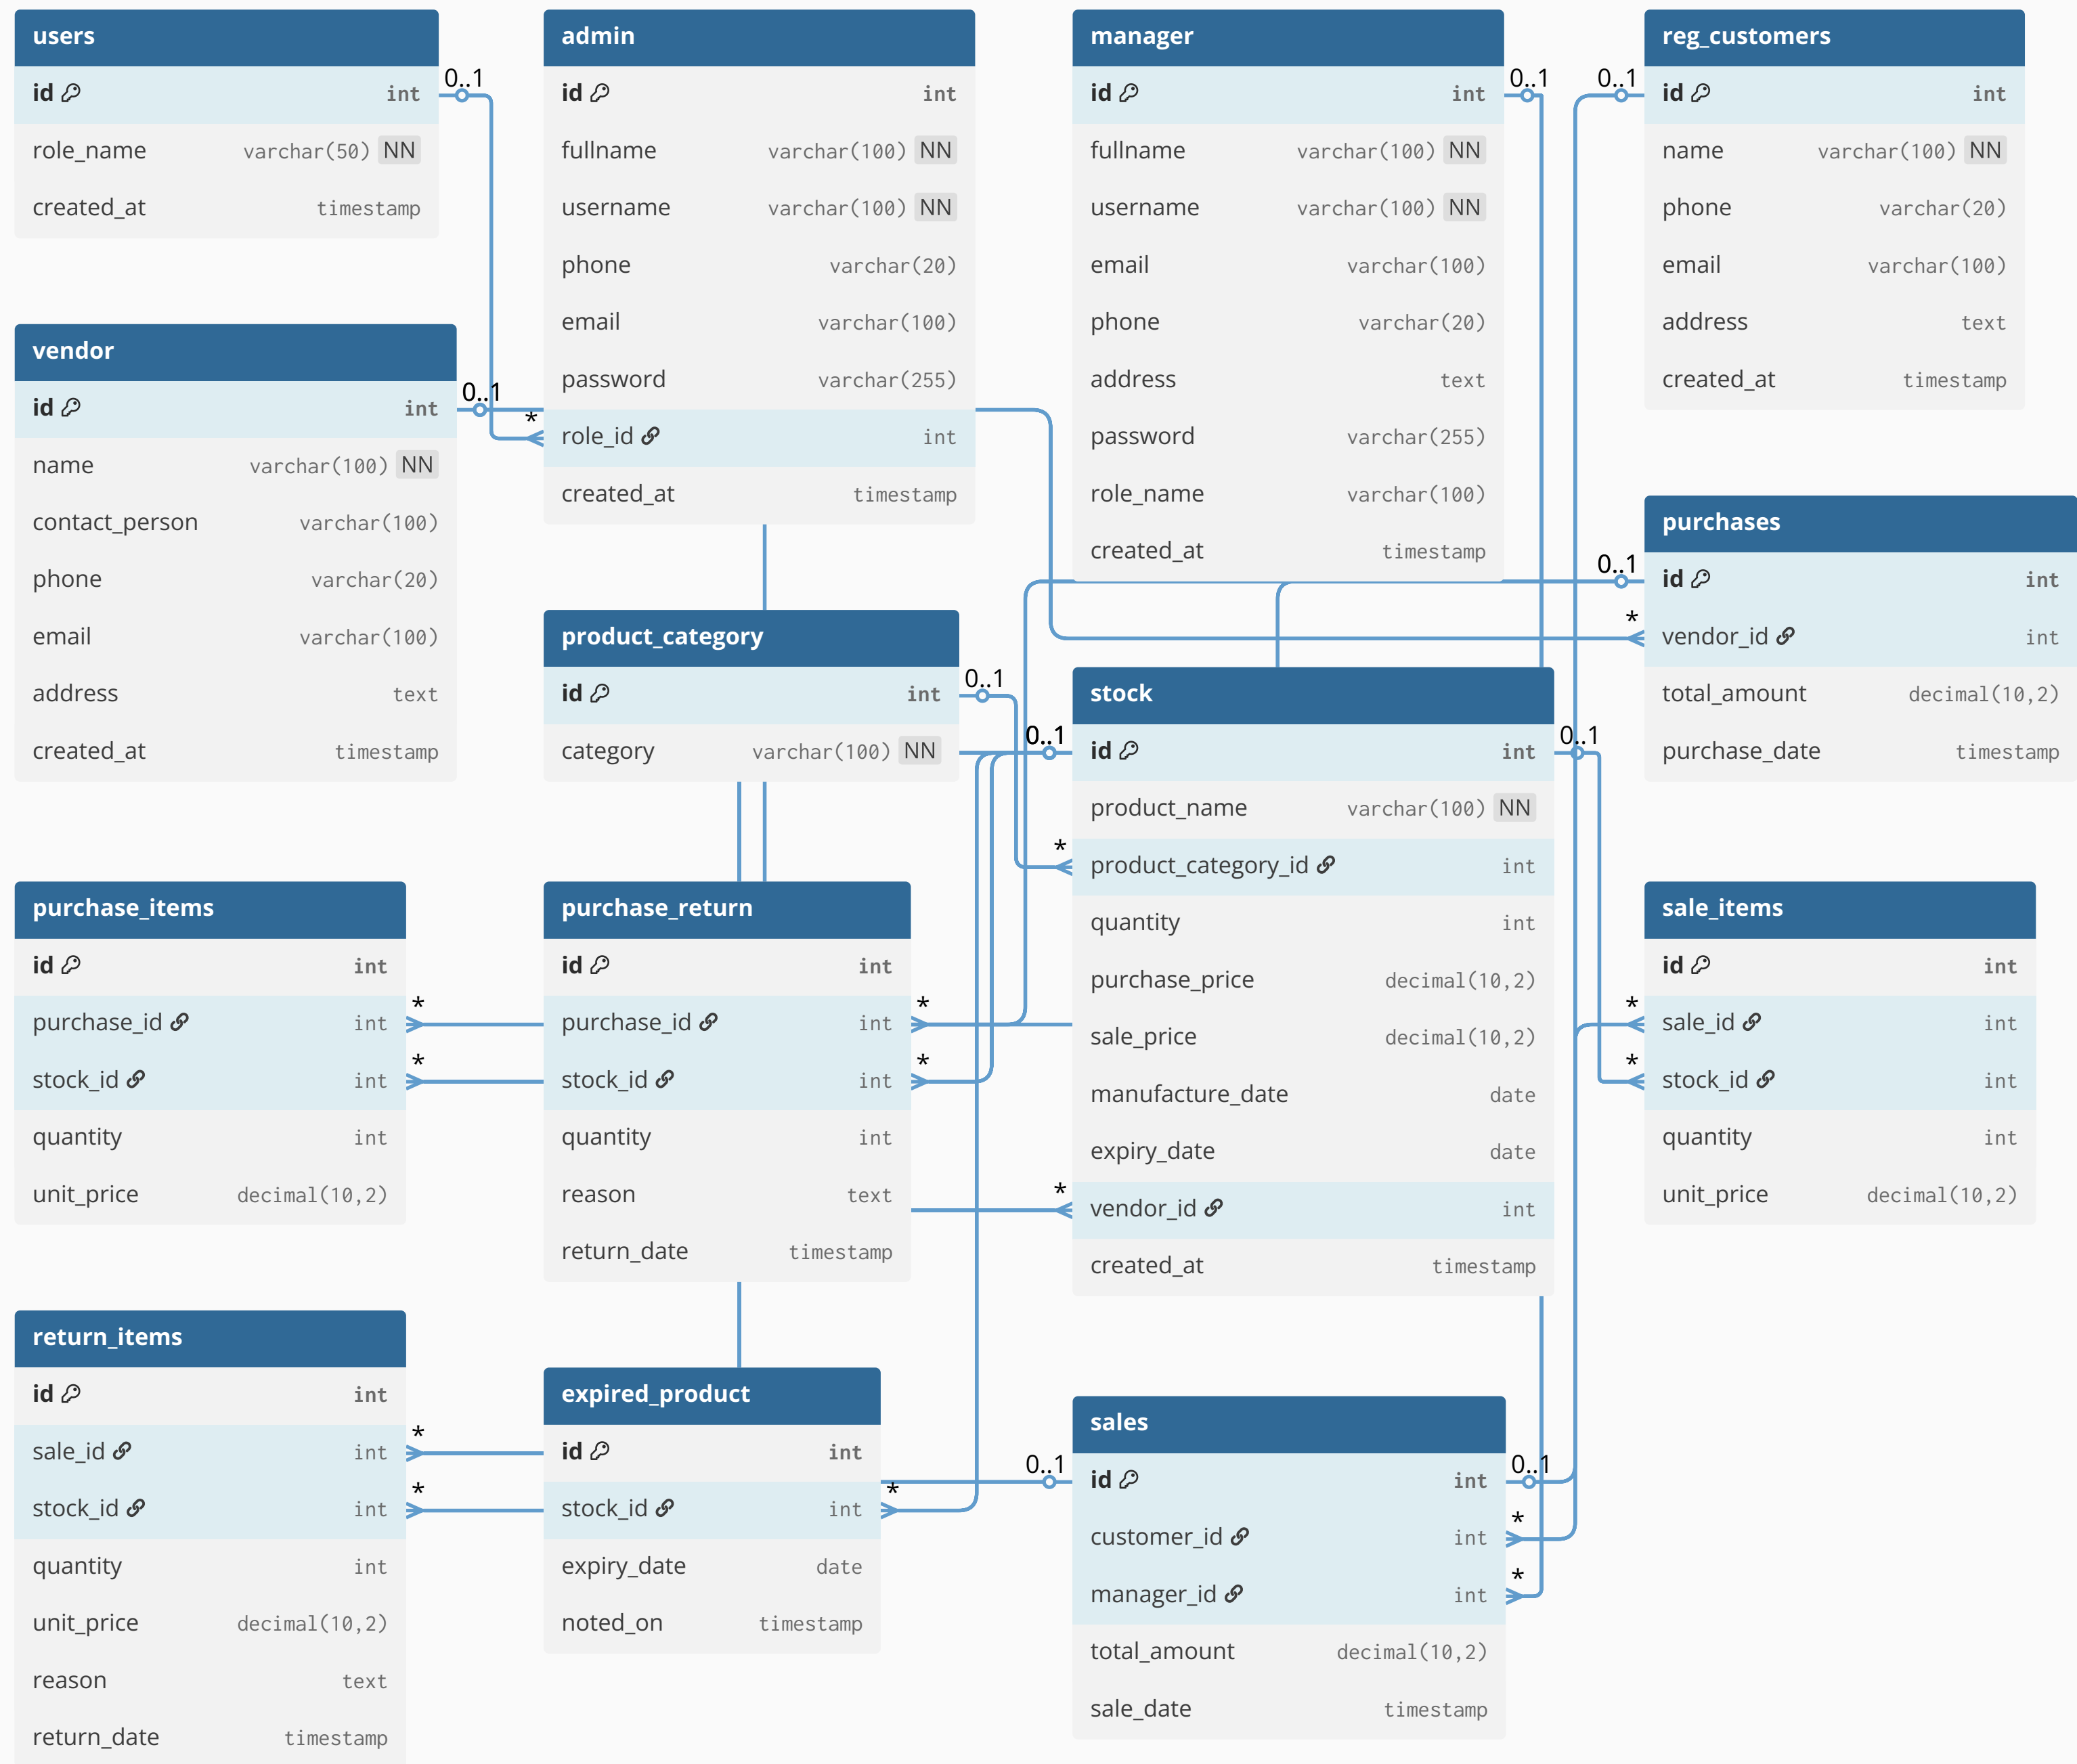 users
id int
role_name varchar(50) NN
created_at timestamp
0..1
admin
id int
fullname varchar(100) NN
username varchar(100) NN
phone varchar(20)
email varchar(100)
password varchar(255)
* role_id int
created_at timestamp
manager
id int
0..1
fullname varchar(100) NN
username varchar(100) NN
email varchar(100)
phone varchar(20)
address text
password varchar(255)
role_name varchar(100)
created_at timestamp
reg_customers
0..1
id int
name varchar(100) NN
phone varchar(20)
email varchar(100)
address text
created_at timestamp
vendor
id int
0..1
name varchar(100) NN
contact_person varchar(100)
phone varchar(20)
email varchar(100)
address text
created_at timestamp
purchases
0..1
id int
*
vendor_id int
total_amount decimal(10,2)
purchase_date timestamp
product_category
id int
0..1
category varchar(100) NN
stock
0..1
id int
0..1
product_name varchar(100) NN
*
product_category_id int
quantity int
purchase_price decimal(10,2)
sale_price decimal(10,2)
manufacture_date date
expiry_date date
*
vendor_id int
created_at timestamp
purchase_items
id int
purchase_id int
*
stock_id int
*
quantity int
unit_price decimal(10,2)
purchase_return
id int
purchase_id int
*
stock_id int
*
quantity int
reason text
return_date timestamp
sale_items
id int
*
sale_id int
*
stock_id int
quantity int
unit_price decimal(10,2)
return_items
id int
sale_id int
*
stock_id int
*
quantity int
unit_price decimal(10,2)
reason text
return_date timestamp
expired_product
id int
stock_id int
*
expiry_date date
noted_on timestamp
sales
0..1
id int
0..1
customer_id int
*
manager_id int
*
total_amount decimal(10,2)
sale_date timestamp